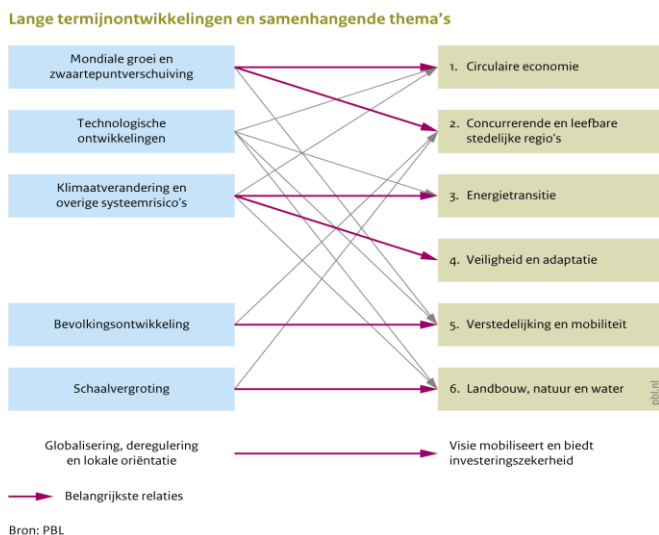 Lange termijnontwikkelingen en samenhangende thema's
Mondiale groei en
zwaartepuntverschuiving
Technologische
ontwikkelingen
Klimaatverandering en
overige systeemrisico's
Bevolkingsontwikkeling
Schaalvergroting
Globalisering, deregulering
en lokale oriëntatie
1. Circulaire economie
2. Concurrerende en leefbare
stedelijke regio's
3. Energietransitie
4. Veiligheid en adaptatie
5. Verstedelijking en mobiliteit
6. Landbouw, natuur en water
pbl.nl
Visie mobiliseert en biedt
investeringszekerheid
Belangrijkste relaties
Bron: PBL